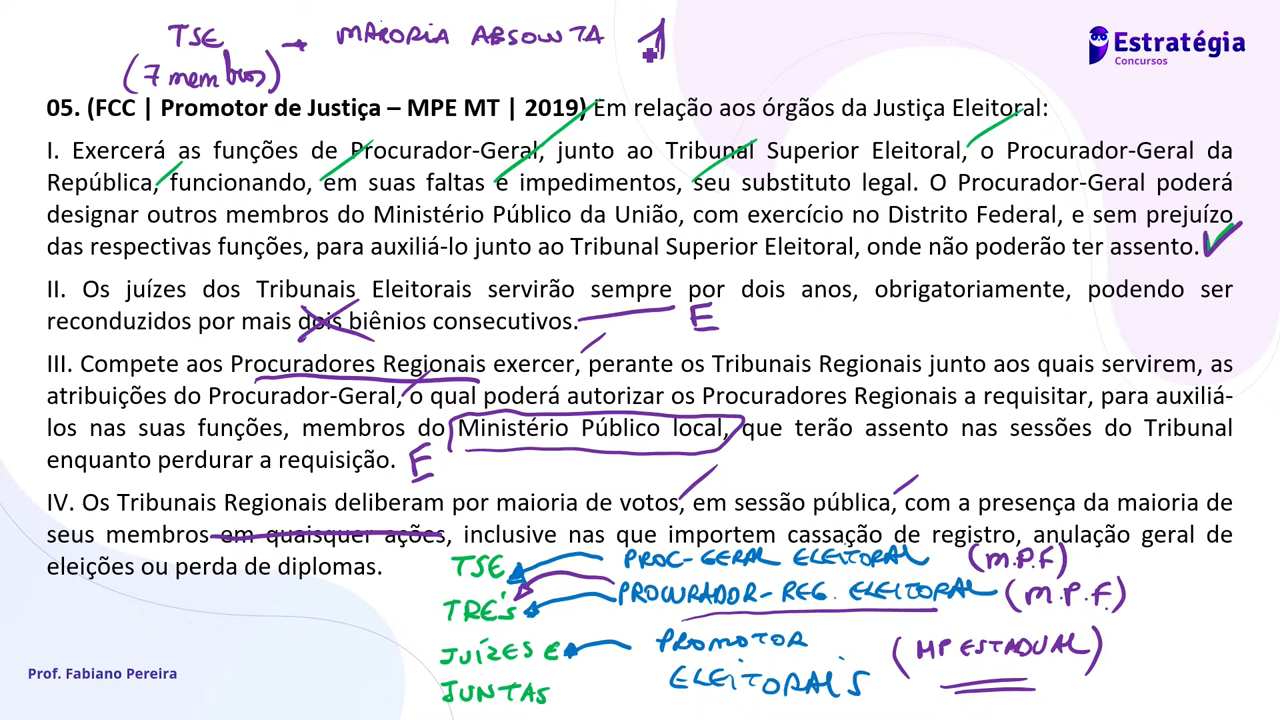 TSE → MAIORIA ABSOLUTA
(7 membros)
Estratégia
Concursos
05. (FCC | Promotor de Justiça – MPE MT | 2019) Em relação aos órgãos da Justiça Eleitoral:
I. Exercerá as funções de Procurador-Geral, junto ao Tribunal Superior Eleitoral, o Procurador-Geral da
República, funcionando, em suas faltas e impedimentos, seu substituto legal. O Procurador-Geral poderá
designar outros membros do Ministério Público da União, com exercício no Distrito Federal, e sem prejuízo
das respectivas funções, para auxiliá-lo junto ao Tribunal Superior Eleitoral, onde não poderão ter assento.
II. Os juízes dos Tribunais Eleitorais servirão sempre por dois anos, obrigatoriamente, podendo ser
reconduzidos por mais dois biênios consecutivos. E
III. Compete aos Procuradores Regionais exercer, perante os Tribunais Regionais junto aos quais servirem, as
atribuições do Procurador-Geral, o qual poderá autorizar os Procuradores Regionais a requisitar, para auxiliá-
los nas suas funções, membros do Ministério Público local, que terão assento nas sessões do Tribunal
enquanto perdurar a requisição. E
IV. Os Tribunais Regionais deliberam por maioria de votos, em sessão pública, com a presença da maioria de
seus membros em quaisquer ações, inclusive nas que importem cassação de registro, anulação geral de
eleições ou perda de diplomas.
TSE PROC-GERAL ELEITORAL (M.P.F)
TRE'S PROCURADOR-REG. ELEITORAL (M.P.F.)
JUÍZES E PROMOTOR (MP ESTADUAL)
JUNTAS ELEITORAIS
Prof. Fabiano Pereira